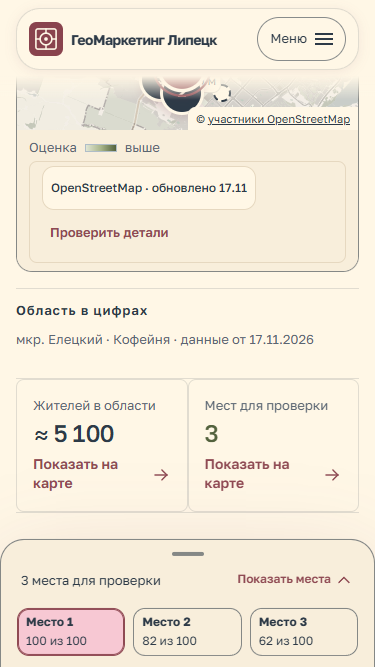 ГеоМаркетинг Липецк
Меню
© участники OpenStreetMap
Оценка выше
OpenStreetMap · обновлено 17.11
Проверить детали
Область в цифрах
мкр. Елецкий · Кофейня · данные от 17.11.2026
Жителей в области
≈ 5 100
Показать на
карте
Мест для проверки
3
Показать на
карте
3 места для проверки
Показать места
Место 1
100 из 100
Место 2
82 из 100
Место 3
62 из 100